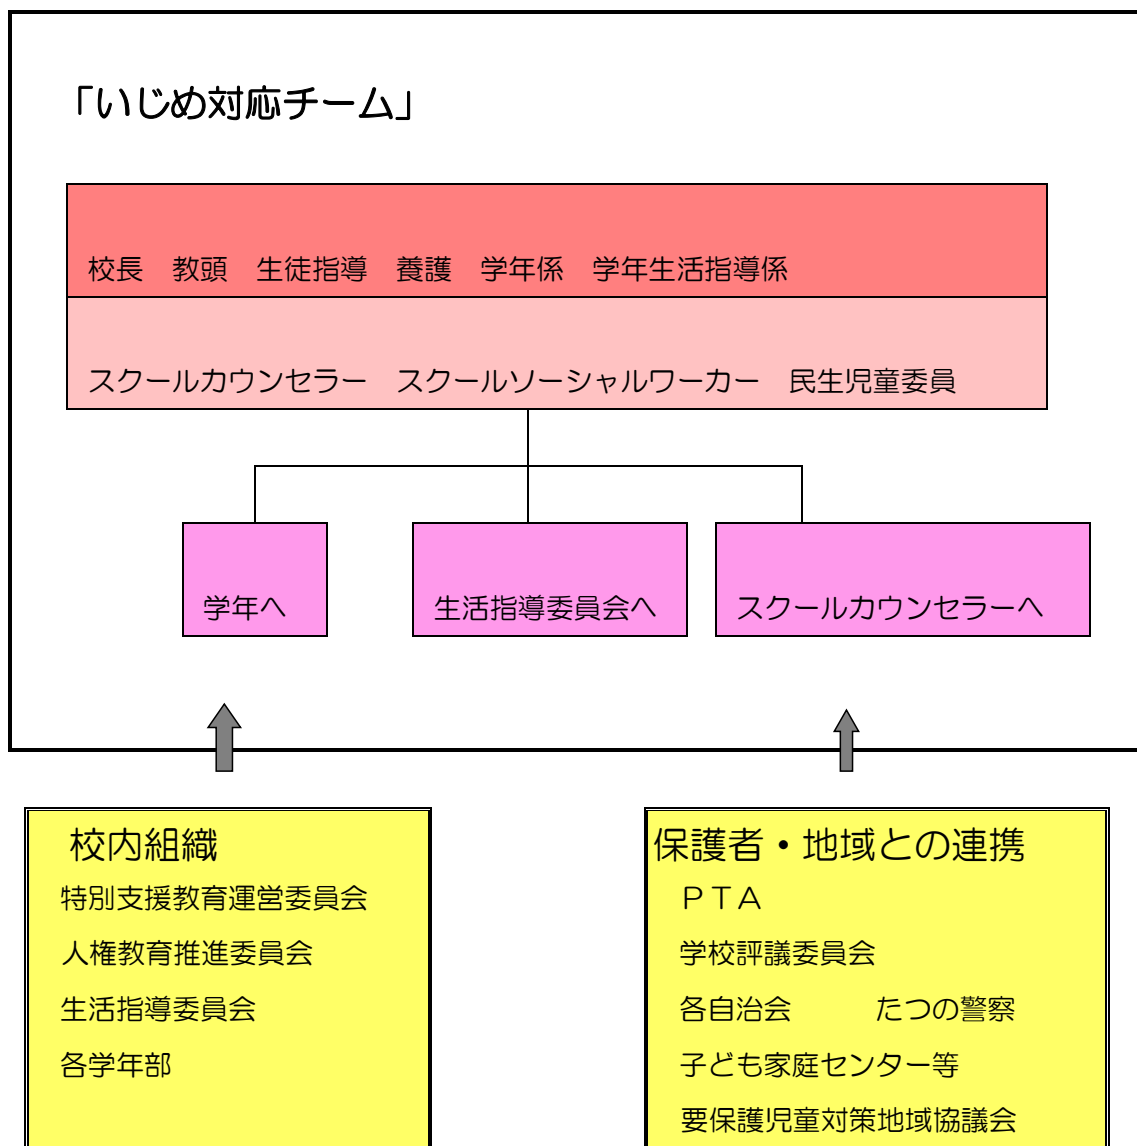 「いじめ対応チーム」
校長　教頭　生徒指導　養護　学年係　学年生活指導係
スクールカウンセラー　スクールソーシャルワーカー　民生児童委員
学年へ
生活指導委員会へ
スクールカウンセラーへ
校内組織
特別支援教育運営委員会
人権教育推進委員会
生活指導委員会
各学年部
保護者・地域との連携
ＰＴＡ
学校評議委員会
各自治会　　　たつの警察
子ども家庭センター等
要保護児童対策地域協議会